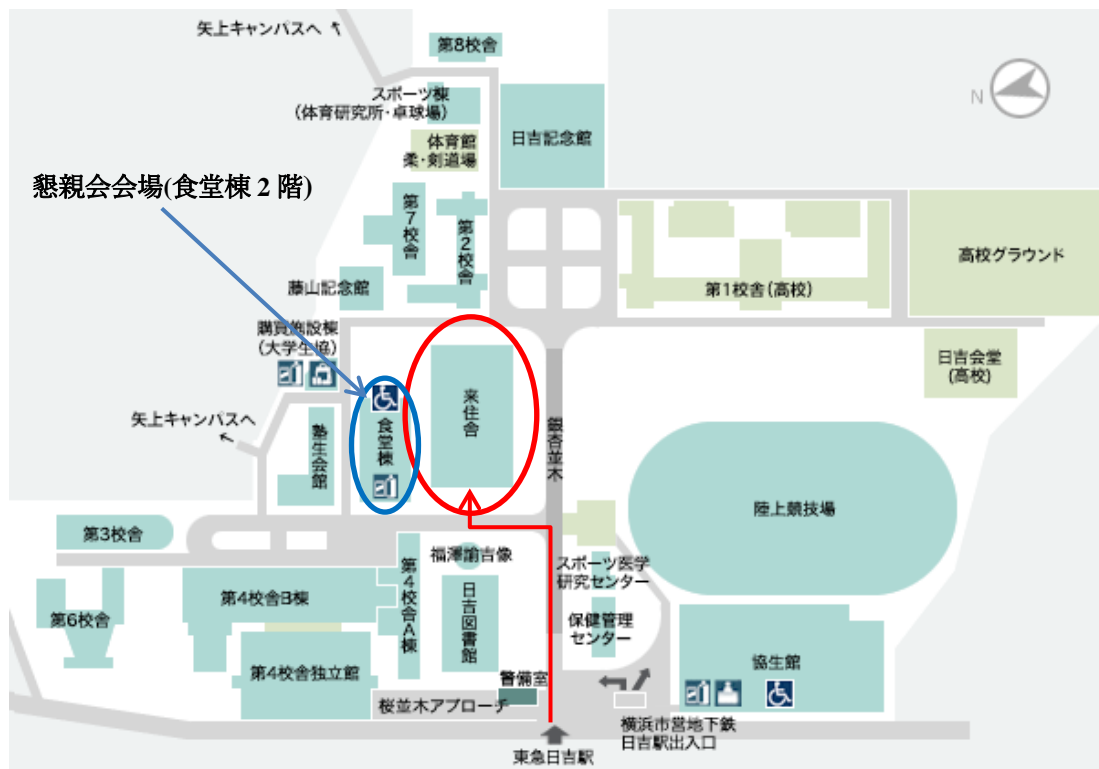 矢上キャンパスへ
第8校舎
スポーツ棟
(体育研究所・卓球場)
体育館
柔・剣道場
日吉記念館
N
懇親会会場(食堂棟 2 階)
第7校舎
第2校舎
藤山記念館
第1校舎(高校)
高校グラウンド
購買施設棟
(大学生協)
日吉会堂
(高校)
来往舎
食堂棟
塾生会館
矢上キャンパスへ
銀杏並木
陸上競技場
第3校舎
福澤諭吉像
スポーツ医学
研究センター
第4校舎A棟
日吉図書館
第4校舎B棟
第6校舎
保健管理
センター
第4校舎独立館
協生館
警備室
桜並木アプローチ
横浜市営地下鉄
日吉駅出入口
東急日吉駅